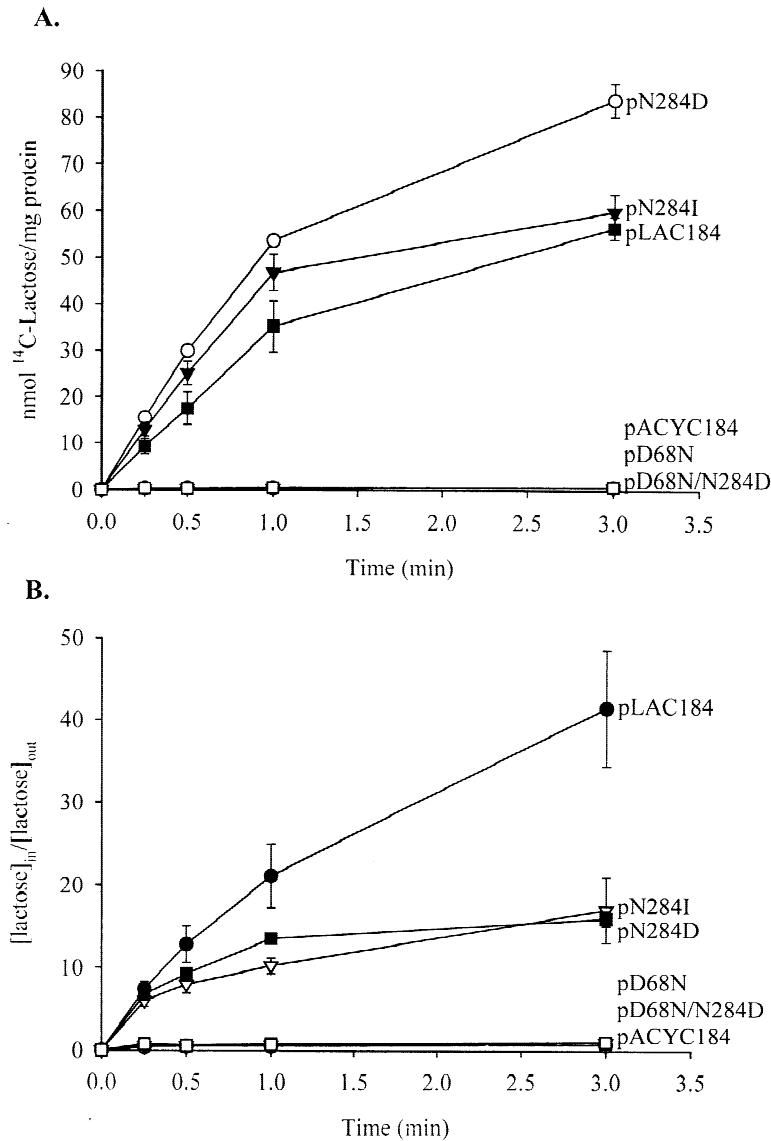 A.
90
80
70
60
50
40
30
20
10
0
nmol ¹⁴C-Lactose/mg protein
pN284D
pN284I
pLAC184
pACYC184
pD68N
pD68N/N284D
0.0 0.5 1.0 1.5 2.0 2.5 3.0 3.5
Time (min)
B.
50
40
30
20
10
0
[lactose]in/[lactose]out
pLAC184
pN284I
pN284D
pD68N
pD68N/N284D
pACYC184
0.0 0.5 1.0 1.5 2.0 2.5 3.0 3.5
Time (min)